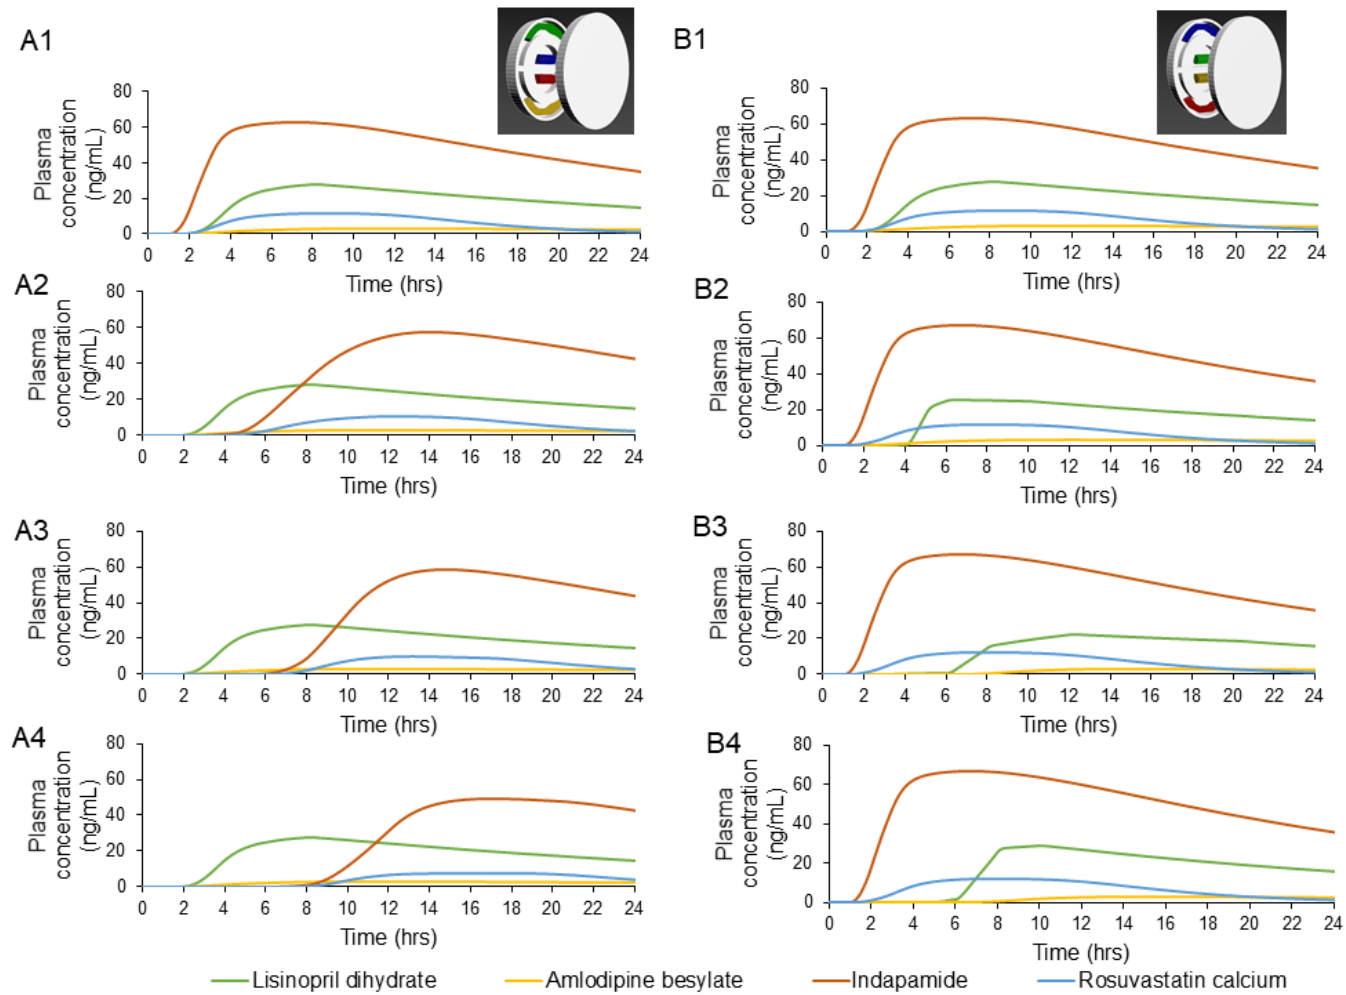 A1
B1
80
60
40
20
0
Plasma
concentration
(ng/mL)
0 2 4 6 8 10 12 14 16 18 20 22 24
Time (hrs)
80
60
40
20
0
Plasma
concentration
(ng/mL)
0 2 4 6 8 10 12 14 16 18 20 22 24
Time (hrs)
A2
B2
80
60
40
20
0
Plasma
concentration
(ng/mL)
0 2 4 6 8 10 12 14 16 18 20 22 24
Time (hrs)
80
60
40
20
0
Plasma
concentration
(ng/mL)
0 2 4 6 8 10 12 14 16 18 20 22 24
Time (hrs)
A3
B3
80
60
40
20
0
Plasma
concentration
(ng/mL)
0 2 4 6 8 10 12 14 16 18 20 22 24
Time (hrs)
80
60
40
20
0
Plasma
concentration
(ng/mL)
0 2 4 6 8 10 12 14 16 18 20 22 24
Time (hrs)
A4
B4
80
60
40
20
0
Plasma
concentration
(ng/mL)
0 2 4 6 8 10 12 14 16 18 20 22 24
Time (hrs)
80
60
40
20
0
Plasma
concentration
(ng/mL)
0 2 4 6 8 10 12 14 16 18 20 22 24
Time (hrs)
Lisinopril dihydrate Amlodipine besylate Indapamide Rosuvastatin calcium